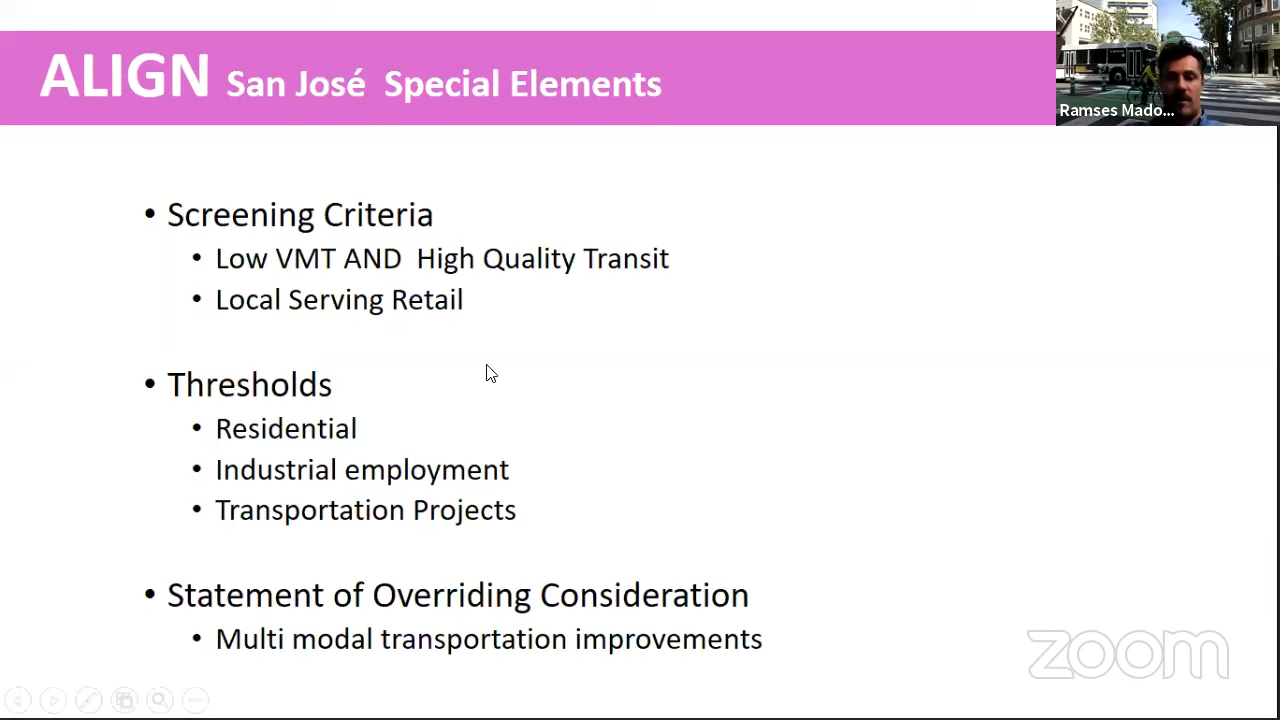 ALIGN San José Special Elements
Ramses Mado...
• Screening Criteria
• Low VMT AND High Quality Transit
• Local Serving Retail
• Thresholds
• Residential
• Industrial employment
• Transportation Projects
• Statement of Overriding Consideration
• Multi modal transportation improvements
zoom